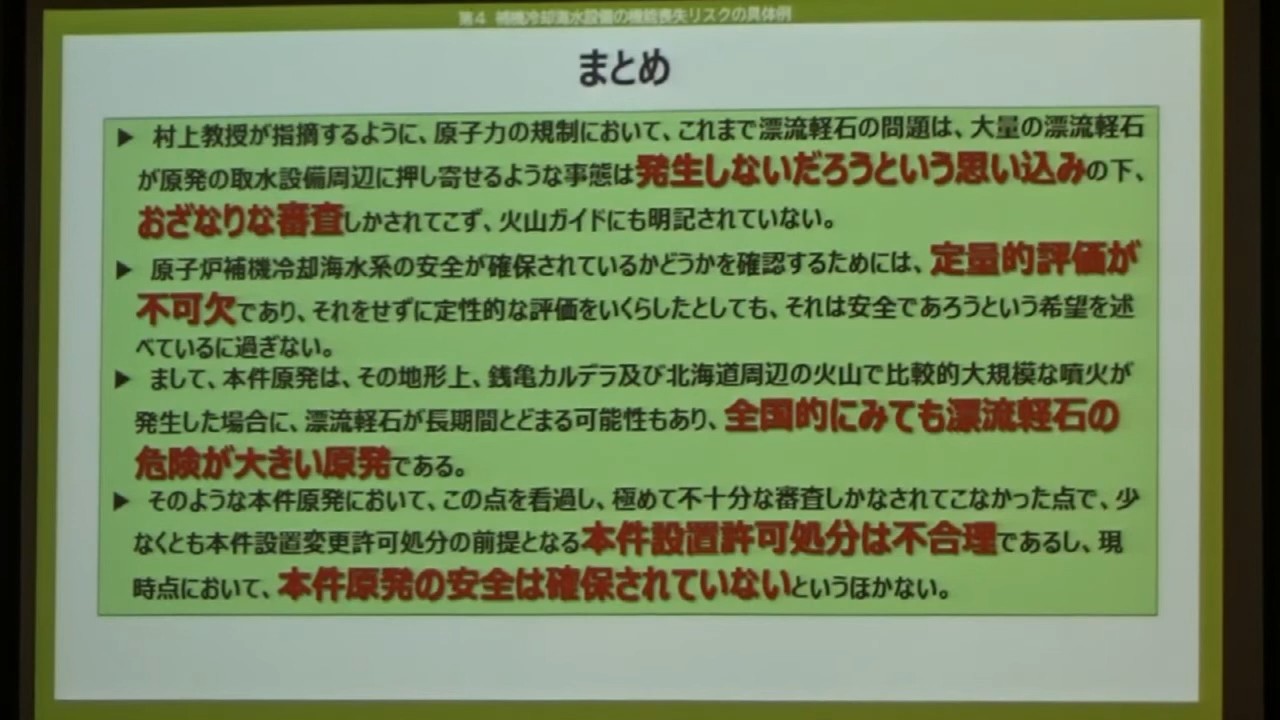 第4 補機冷却海水設備の機能喪失リスクの具体例
まとめ
▶ 村上教授が指摘するように、原子力の規制において、これまで漂流軽石の問題は、大量の漂流軽石
が原発の取水設備周辺に押し寄せるような事態は発生しないだろうという思い込みの下、
おざなりな審査しかされてこず、火山ガイドにも明記されていない。
▶ 原子炉補機冷却海水系の安全が確保されているかどうかを確認するためには、定量的評価が
不可欠であり、それをせずに定性的な評価をいくらしたとしても、それは安全であろうという希望を述
べているに過ぎない。
▶ まして、本件原発は、その地形上、銭亀カルデラ及び北海道周辺の火山で比較的大規模な噴火が
発生した場合に、漂流軽石が長期間とどまる可能性もあり、全国的にみても漂流軽石の
危険が大きい原発である。
▶ そのような本件原発において、この点を看過し、極めて不十分な審査しかなされてこなかった点で、少
なくとも本件設置変更許可処分の前提となる本件設置許可処分は不合理であるし、現
時点において、本件原発の安全は確保されていないというほかない。